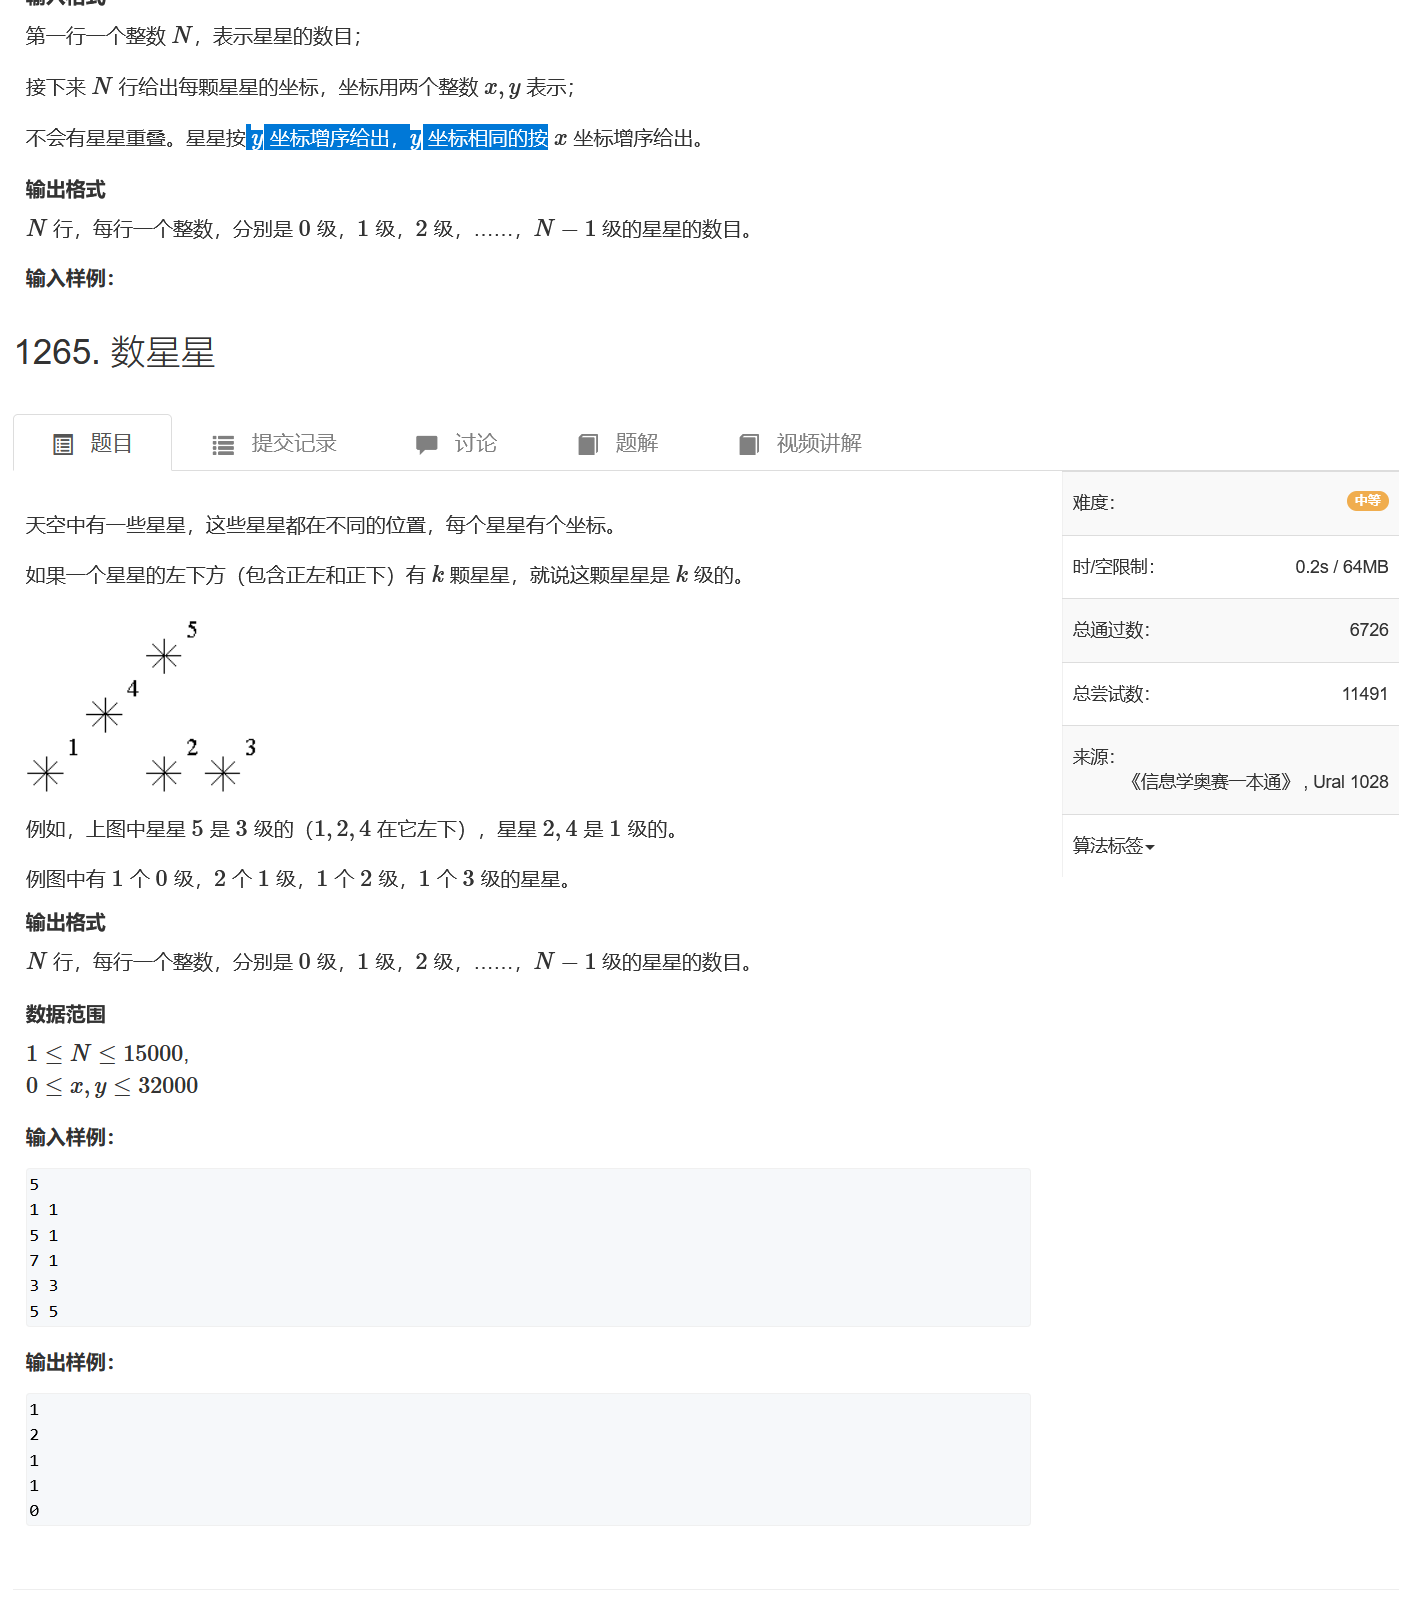 输入格式
第一行一个整数 N，表示星星的数目；
接下来 N 行给出每颗星星的坐标，坐标用两个整数 x, y 表示；
不会有星星重叠。星星按 y 坐标增序给出，y 坐标相同的按 x 坐标增序给出。
输出格式
N 行，每行一个整数，分别是 0 级，1 级，2 级，……，N − 1 级的星星的数目。
输入样例：
1265. 数星星
题目 提交记录 讨论 题解 视频讲解
难度： 中等
时/空限制： 0.2s / 64MB
总通过数： 6726
总尝试数： 11491
来源：
《信息学奥赛一本通》 , Ural 1028
算法标签
天空中有一些星星，这些星星都在不同的位置，每个星星有个坐标。
如果一个星星的左下方（包含正左和正下）有 k 颗星星，就说这颗星星是 k 级的。
5
4
1 2 3
例如，上图中星星 5 是 3 级的（1, 2, 4 在它左下），星星 2, 4 是 1 级的。
例图中有 1 个 0 级，2 个 1 级，1 个 2 级，1 个 3 级的星星。
输出格式
N 行，每行一个整数，分别是 0 级，1 级，2 级，……，N − 1 级的星星的数目。
数据范围
1 ≤ N ≤ 15000,
0 ≤ x, y ≤ 32000
输入样例：
5
1 1
5 1
7 1
3 3
5 5
输出样例：
1
2
1
1
0